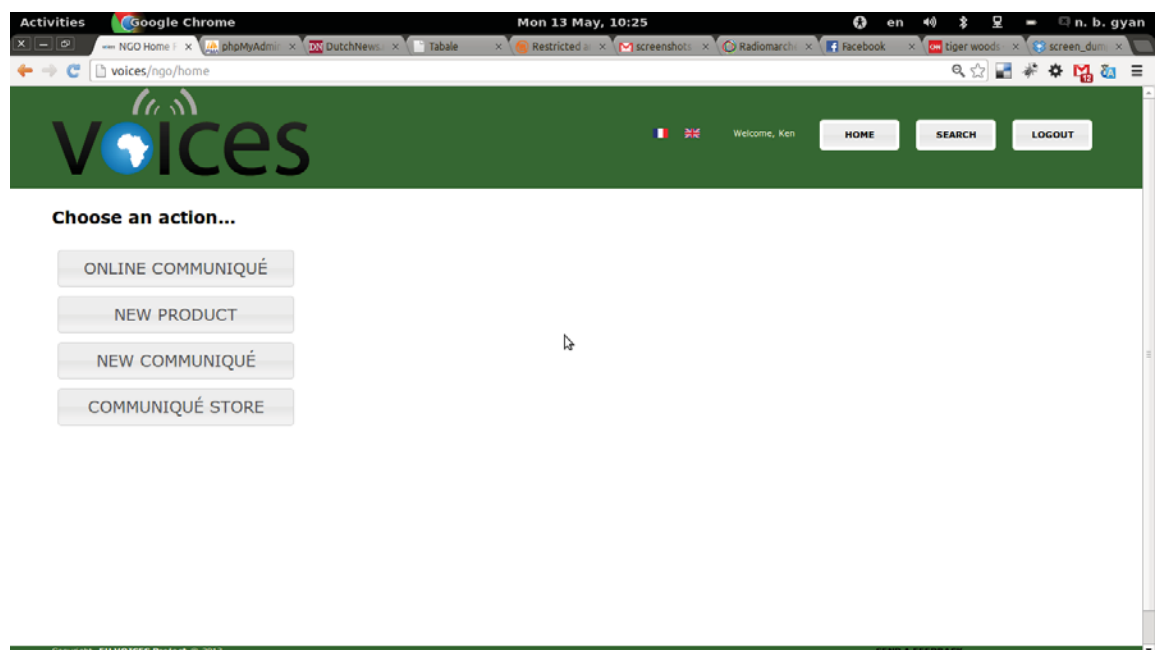 Activities Google Chrome Mon 13 May, 10:25 en n. b. gyan
NGO Home phpMyAdmin DutchNews. Tabale Restricted a screenshots Radiomarch Facebook tiger woods screen_dum
voices/ngo/home 12
voices Welcome, Ken HOME SEARCH LOGOUT
Choose an action...
ONLINE COMMUNIQUÉ
NEW PRODUCT
NEW COMMUNIQUÉ
COMMUNIQUÉ STORE